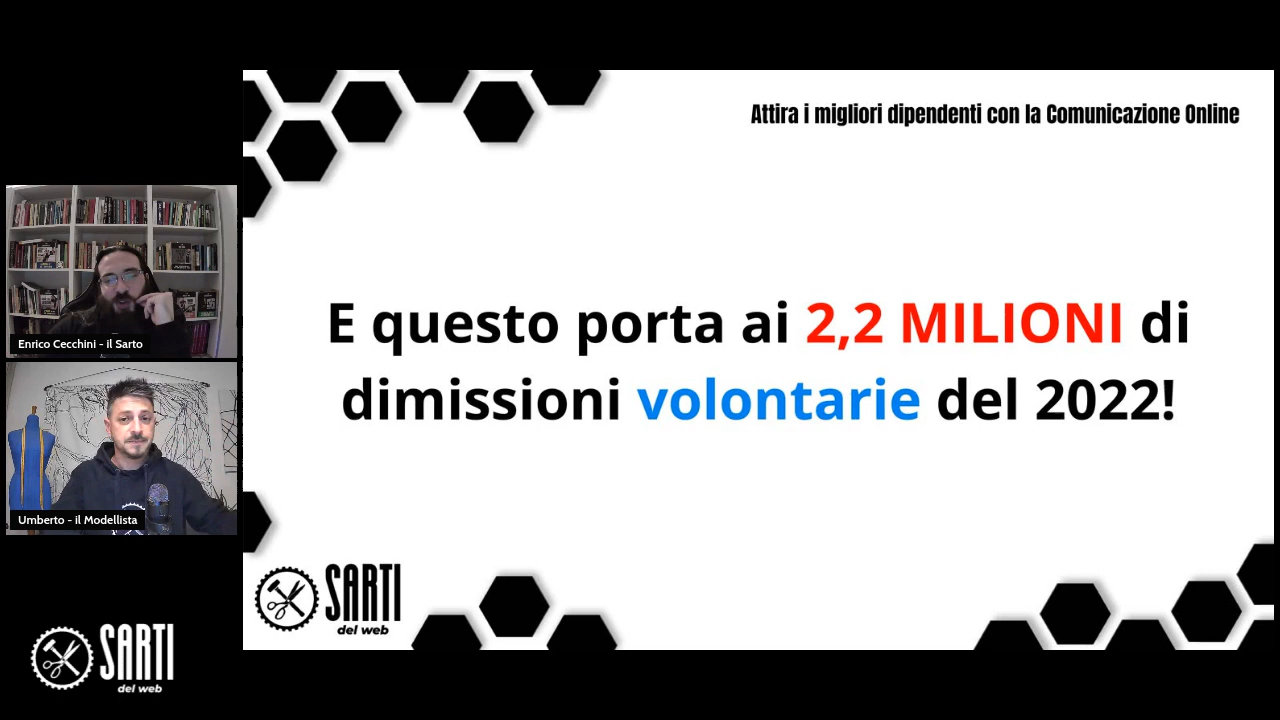 Attira i migliori dipendenti con la Comunicazione Online
E questo porta ai 2,2 MILIONI di
dimissioni volontarie del 2022!
Enrico Cecchini - il Sarto
Umberto - il Modellista
SARTI
del web
SARTI
del web